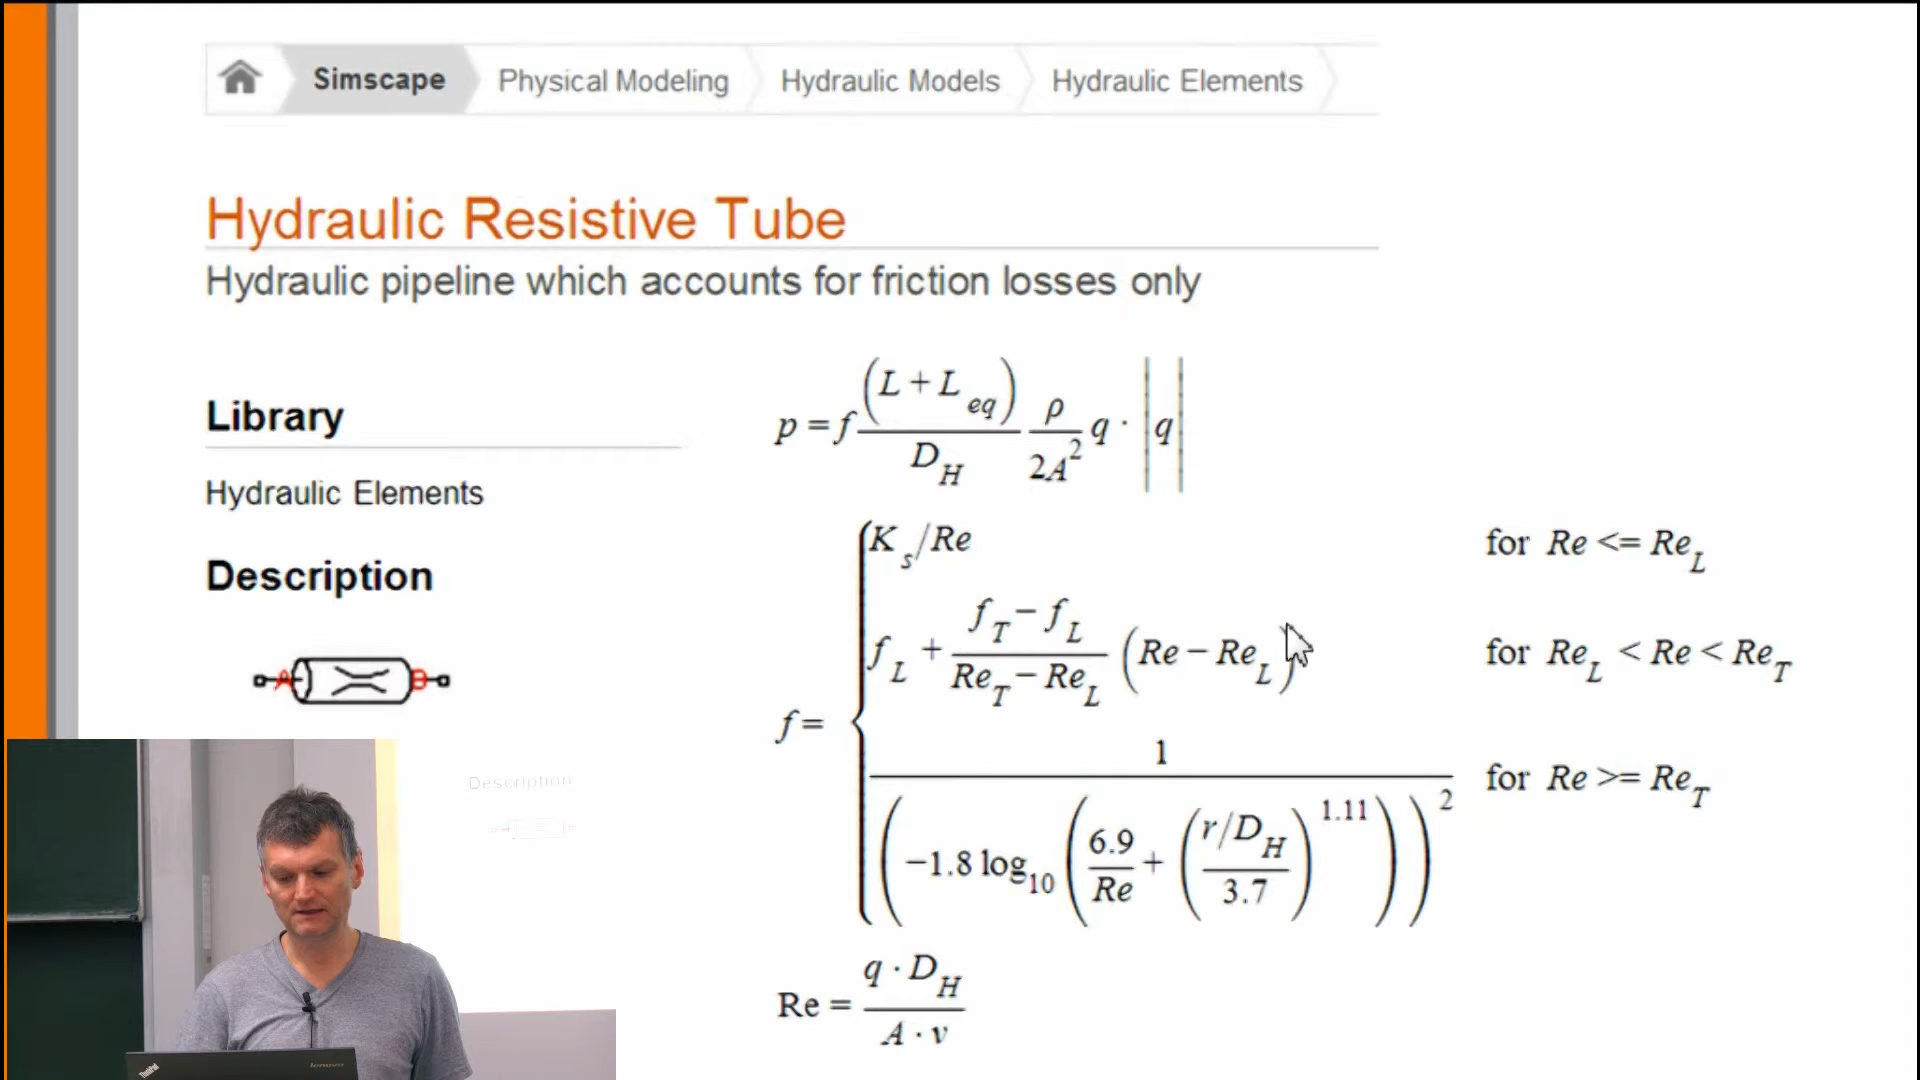 Simscape Physical Modeling Hydraulic Models Hydraulic Elements
Hydraulic Resistive Tube
Hydraulic pipeline which accounts for friction losses only
Library
Hydraulic Elements
Description
A B
p = f (L + L_eq) / D_H ρ / 2A^2 q · |q|
f = { K_s/Re for Re <= Re_L
f_L + (f_T − f_L) / (Re_T − Re_L) (Re − Re_L) for Re_L < Re < Re_T
1 / (−1.8 log_10 (6.9/Re + ((r/D_H)/3.7)^1.11))^2 for Re >= Re_T
Re = q · D_H / A · ν
Description
ThinkPad
lenovo